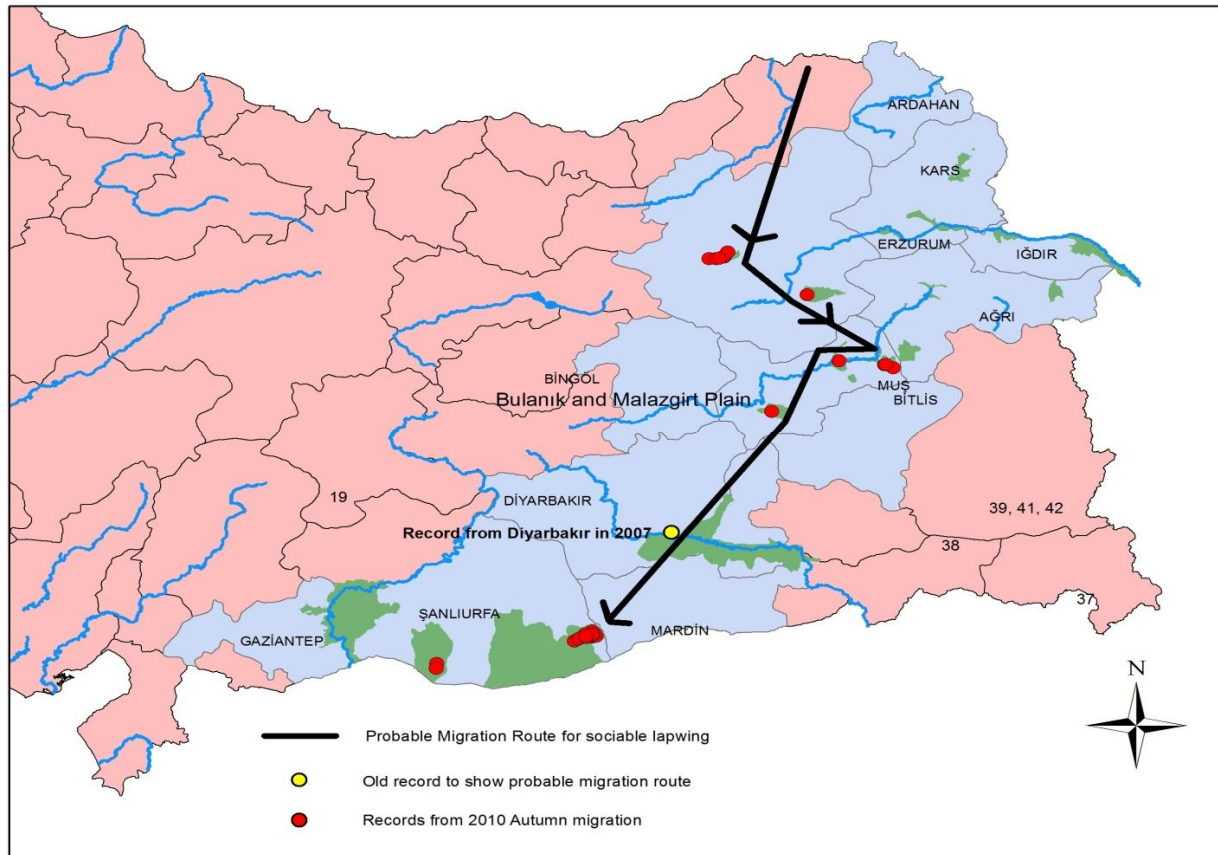 ARDAHAN
KARS
ERZURUM
IĞDIR
AĞRI
BİNGÖL
MUŞ
Bulanık and Malazgirt Plain
BİTLİS
DİYARBAKIR
19
39, 41, 42
Record from Diyarbakır in 2007
38
37
ŞANLIURFA
GAZİANTEP
MARDİN
N
Probable Migration Route for sociable lapwing
Old record to show probable migration route
Records from 2010 Autumn migration